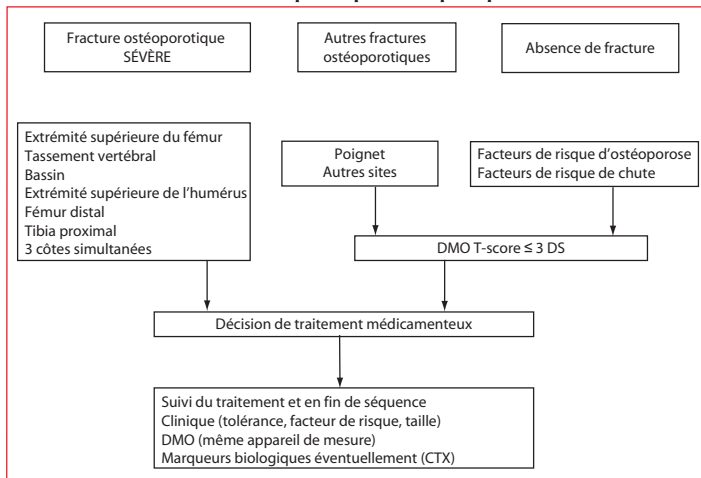 Fracture ostéoporotique
SÉVÈRE
Autres fractures
ostéoporotiques
Absence de fracture
Extrémité supérieure du fémur
Tassement vertébral
Bassin
Extrémité supérieure de l'humérus
Fémur distal
Tibia proximal
3 côtes simultanées
Poignet
Autres sites
Facteurs de risque d'ostéoporose
Facteurs de risque de chute
DMO T-score ≤ 3 DS
Décision de traitement médicamenteux
Suivi du traitement et en fin de séquence
Clinique (tolérance, facteur de risque, taille)
DMO (même appareil de mesure)
Marqueurs biologiques éventuellement (CTX)